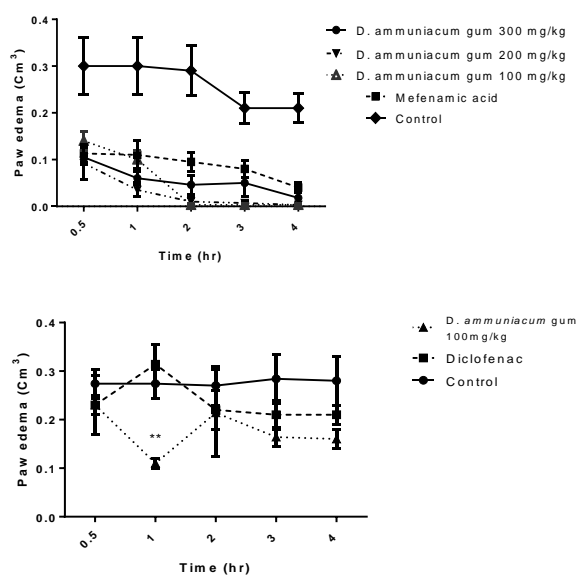 0.4
0.3
0.2
0.1
0.0
Paw edema (Cm3)
0.5 1 2 3 4
Time (hr)
D. ammuniacum gum 300 mg/kg
D. ammuniacum gum 200 mg/kg
D. ammuniacum gum 100 mg/kg
Mefenamic acid
Control
0.4
0.3
0.2
0.1
0.0
Paw edema (Cm3)
**
0.5 1 2 3 4
Time (hr)
D. ammuniacum gum
100mg/kg
Diclofenac
Control